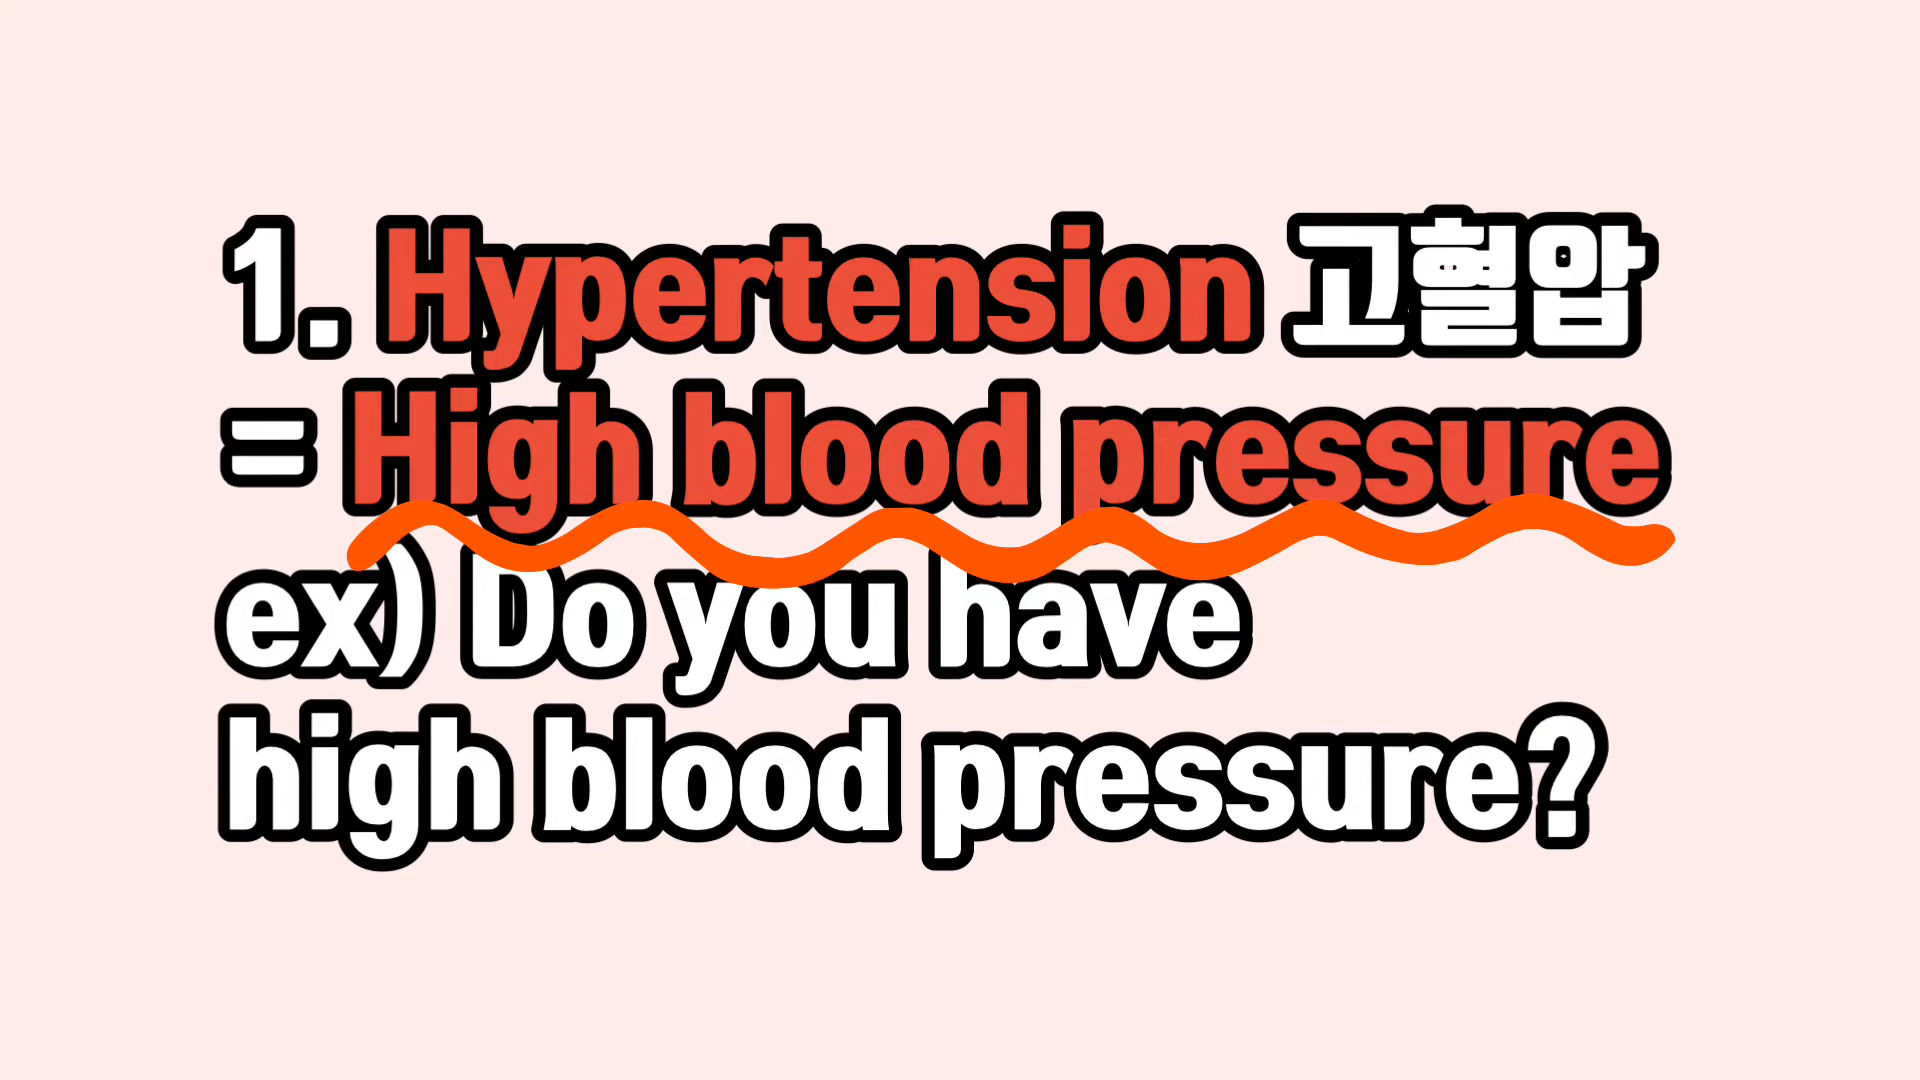 1. Hypertension 고혈압
= High blood pressure
ex) Do you have
high blood pressure?